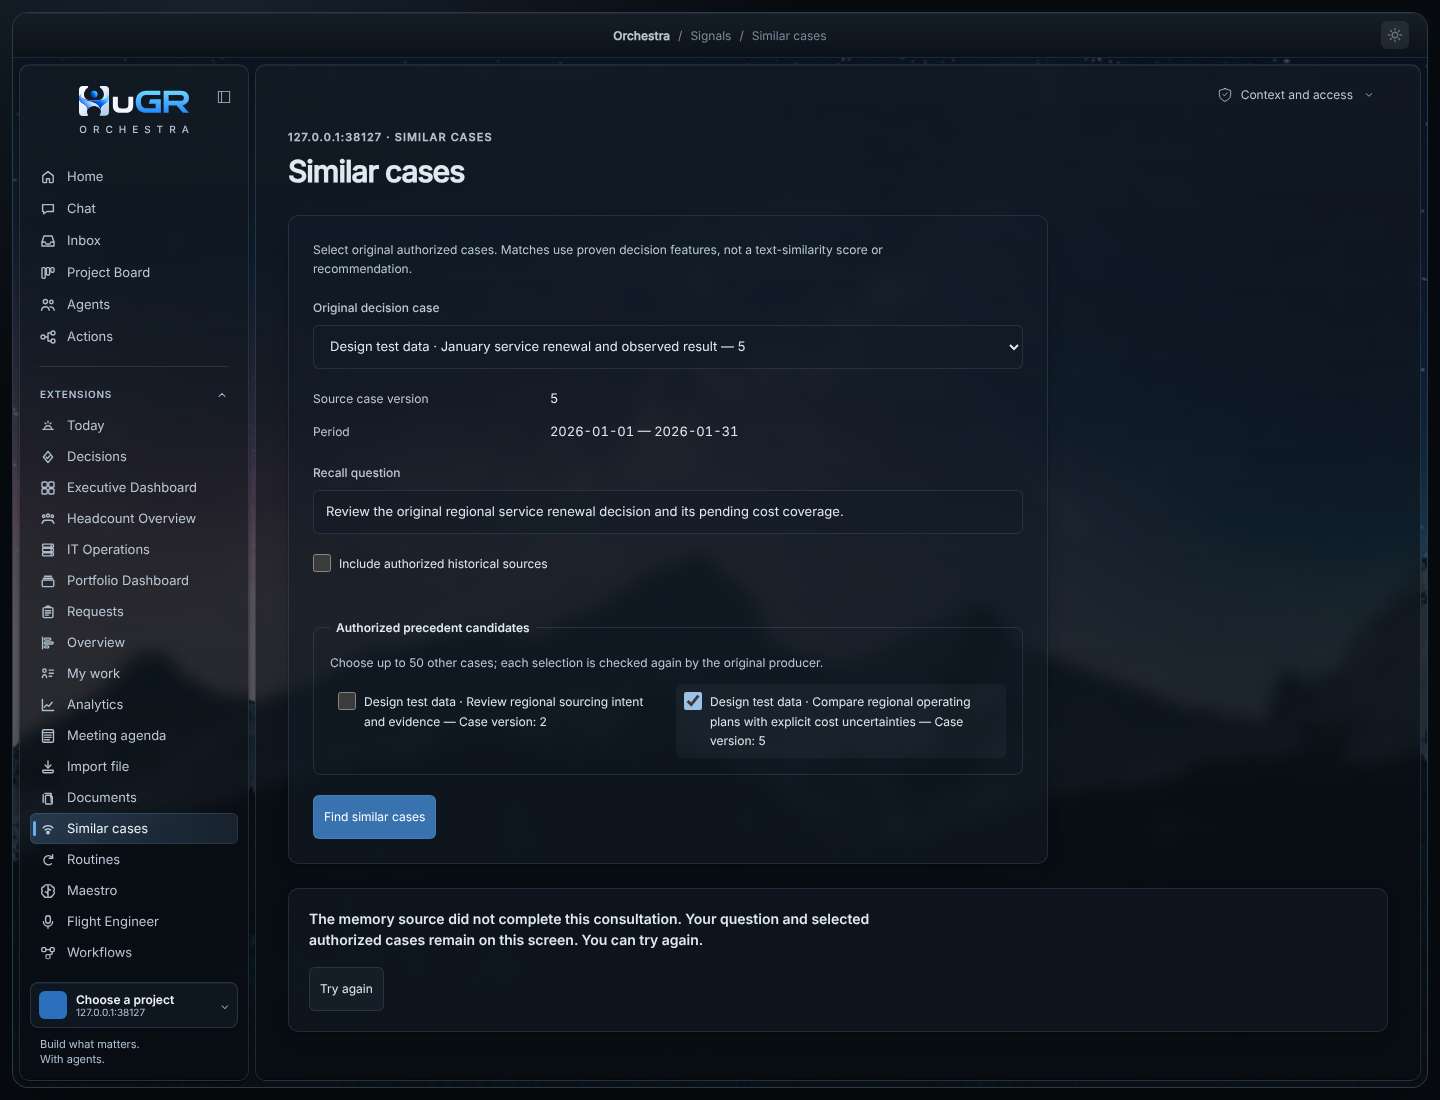 Orchestra / Signals / Similar cases
HuGR
ORCHESTRA
Home
Chat
Inbox
Project Board
Agents
Actions
EXTENSIONS
Today
Decisions
Executive Dashboard
Headcount Overview
IT Operations
Portfolio Dashboard
Requests
Overview
My work
Analytics
Meeting agenda
Import file
Documents
Similar cases
Routines
Maestro
Flight Engineer
Workflows
Choose a project
127.0.0.1:38127
Build what matters.
With agents.
Context and access
127.0.0.1:38127 · SIMILAR CASES
Similar cases
Select original authorized cases. Matches use proven decision features, not a text-similarity score or
recommendation.
Original decision case
Design test data · January service renewal and observed result — 5
Source case version 5
Period 2026-01-01 — 2026-01-31
Recall question
Review the original regional service renewal decision and its pending cost coverage.
Include authorized historical sources
Authorized precedent candidates
Choose up to 50 other cases; each selection is checked again by the original producer.
Design test data · Review regional sourcing intent
and evidence — Case version: 2
Design test data · Compare regional operating
plans with explicit cost uncertainties — Case
version: 5
Find similar cases
The memory source did not complete this consultation. Your question and selected
authorized cases remain on this screen. You can try again.
Try again